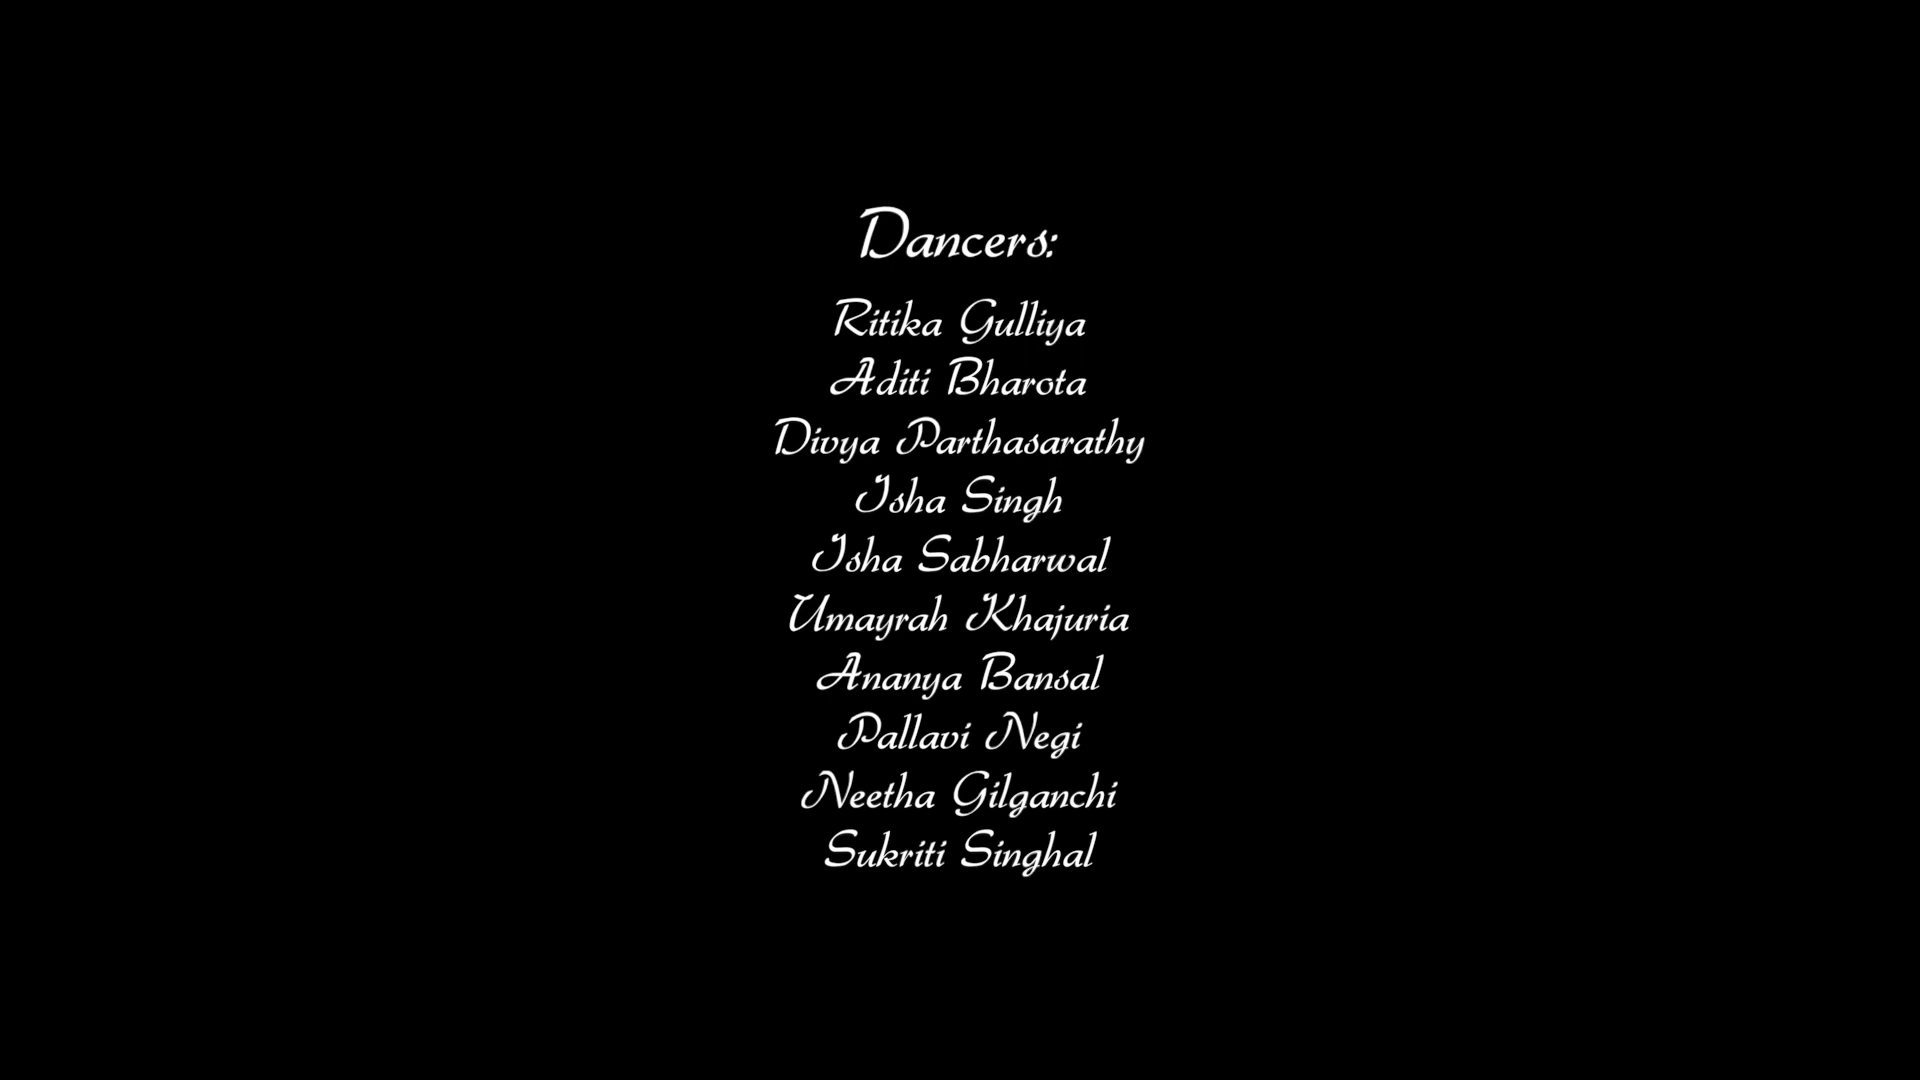 Dancers:
Ritika Gulliya
Aditi Bharota
Divya Parthasarathy
Isha Singh
Isha Sabharwal
Umayrah Khajuria
Ananya Bansal
Pallavi Negi
Neetha Gilganchi
Sukriti Singhal